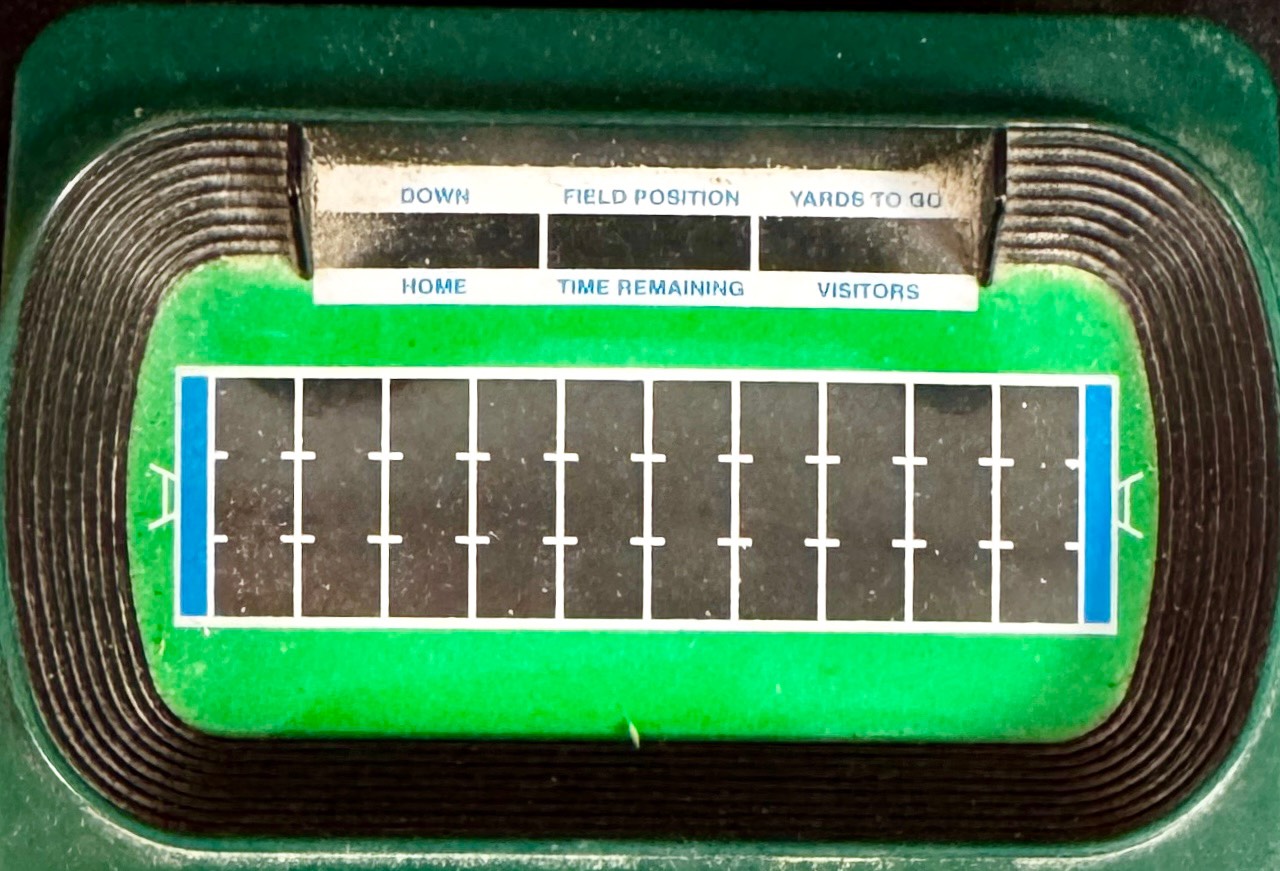 DOWN FIELD POSITION YARDS TO GO
HOME TIME REMAINING VISITORS